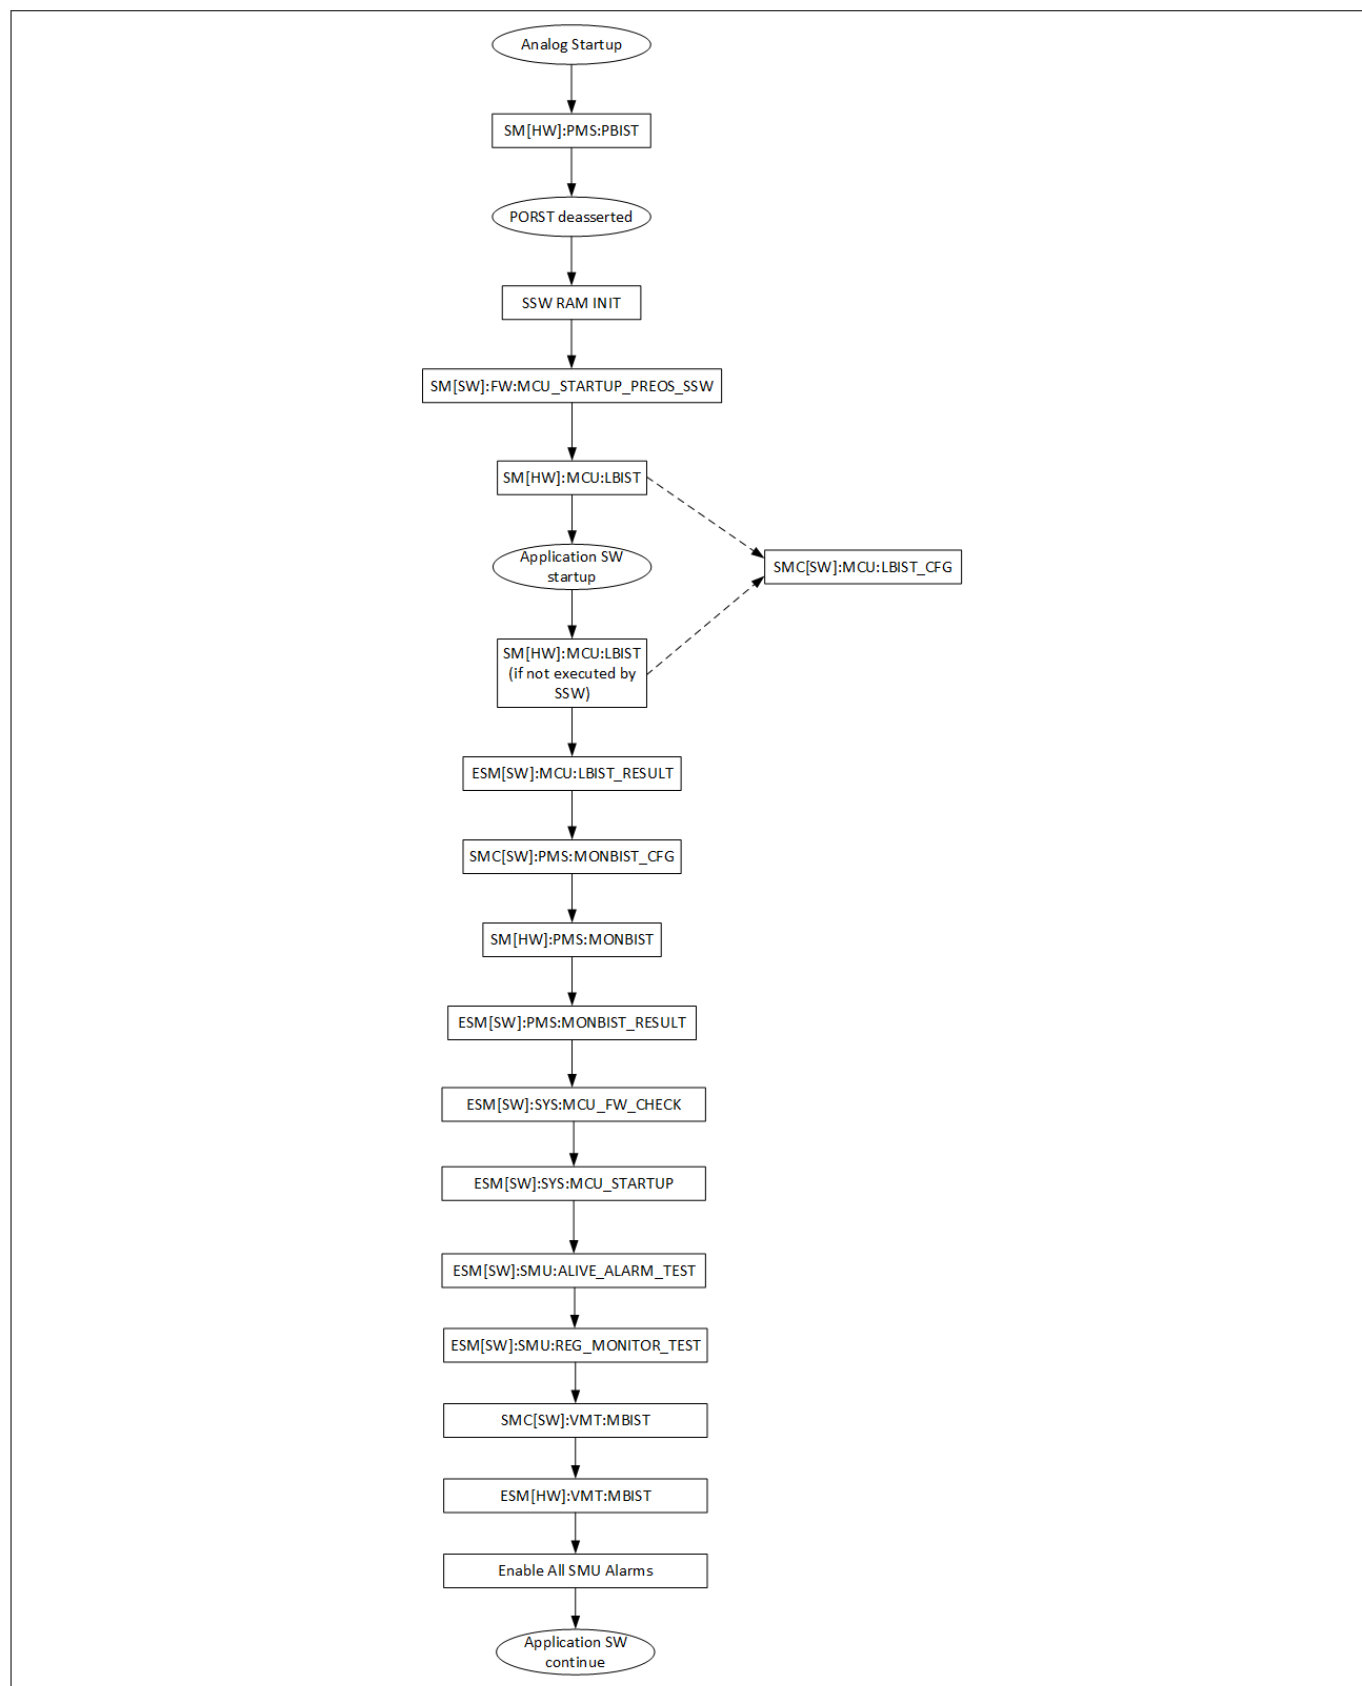 Analog Startup
SM[HW]:PMS:PBIST
PORST deasserted
SSW RAM INIT
SM[SW]:FW:MCU_STARTUP_PREOS_SSW
SM[HW]:MCU:LBIST
Application SW
startup
SMC[SW]:MCU:LBIST_CFG
SM[HW]:MCU:LBIST
(if not executed by
SSW)
ESM[SW]:MCU:LBIST_RESULT
SMC[SW]:PMS:MONBIST_CFG
SM[HW]:PMS:MONBIST
ESM[SW]:PMS:MONBIST_RESULT
ESM[SW]:SYS:MCU_FW_CHECK
ESM[SW]:SYS:MCU_STARTUP
ESM[SW]:SMU:ALIVE_ALARM_TEST
ESM[SW]:SMU:REG_MONITOR_TEST
SMC[SW]:VMT:MBIST
ESM[HW]:VMT:MBIST
Enable All SMU Alarms
Application SW
continue